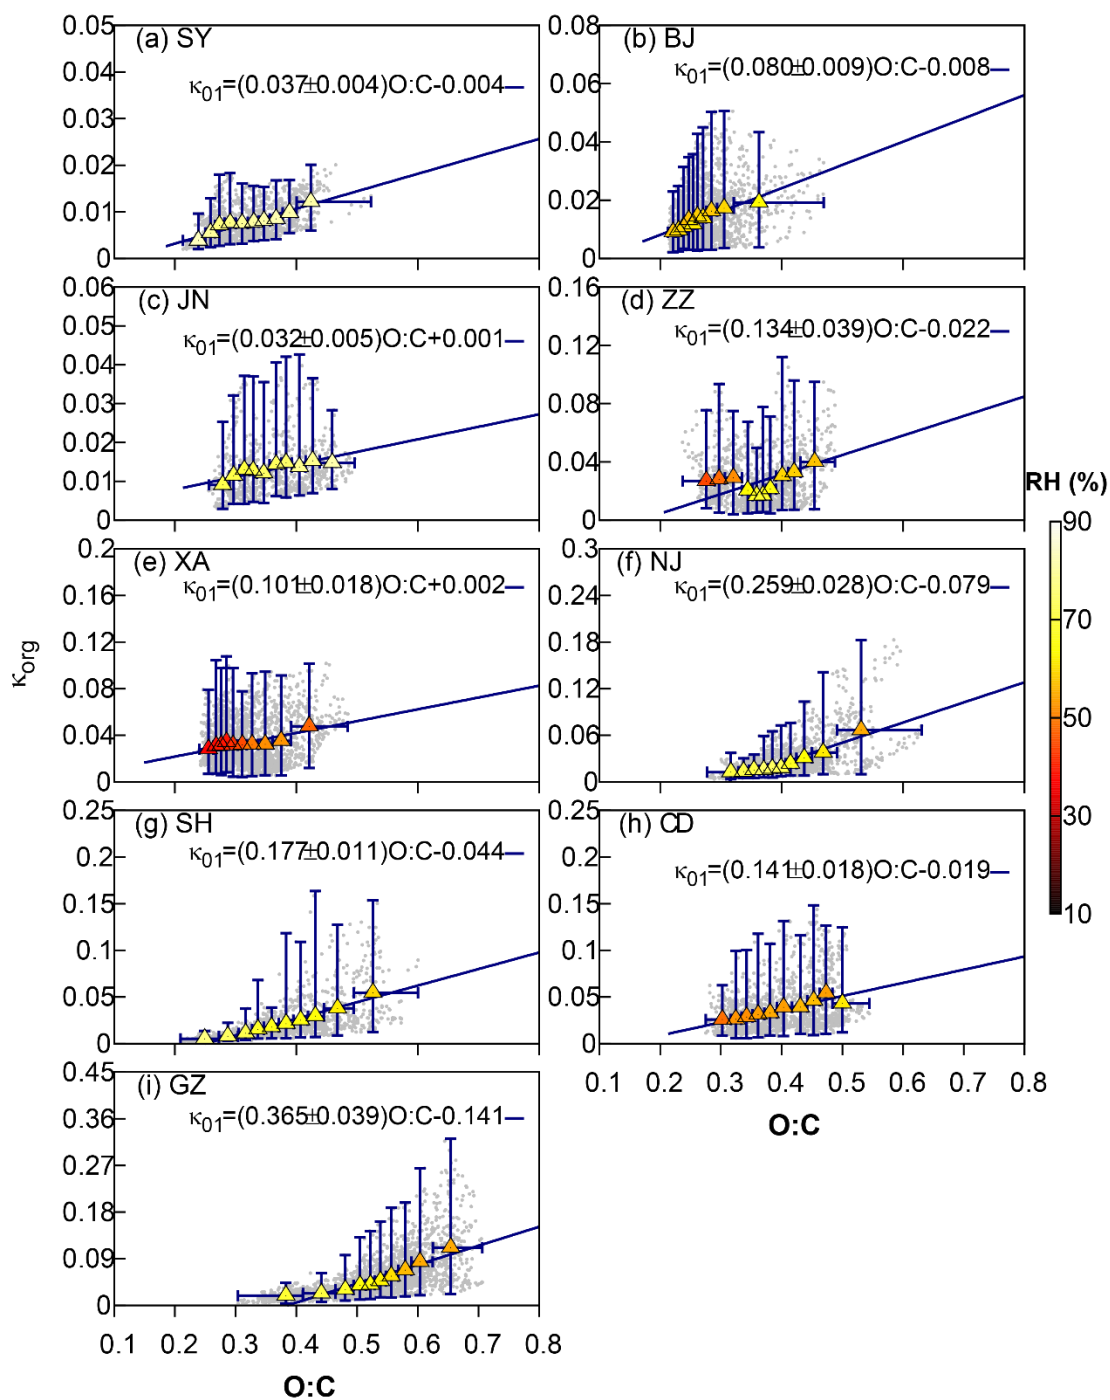 (a) SY
κ01=(0.037±0.004)O:C-0.004
0.05
0.04
0.03
0.02
0.01
0
0.2
0.4
0.6
0.8
(b) BJ
κ01=(0.080±0.009)O:C-0.008
0.08
0.06
0.04
0.02
0
(c) JN
κ01=(0.032±0.005)O:C+0.001
0.06
0.05
0.04
0.03
0.02
0.01
0
(d) ZZ
κ01=(0.134±0.039)O:C-0.022
0.16
0.12
0.08
0.04
0
(e) XA
κ01=(0.101±0.018)O:C+0.002
0.2
0.16
0.12
0.08
0.04
0
(f) NJ
κ01=(0.259±0.028)O:C-0.079
0.3
0.24
0.18
0.12
0.06
0
(g) SH
κ01=(0.177±0.011)O:C-0.044
0.25
0.2
0.15
0.1
0.05
0
(h) CD
κ01=(0.141±0.018)O:C-0.019
0.25
0.2
0.15
0.1
0.05
0
0.1 0.2 0.3 0.4 0.5 0.6 0.7 0.8
O:C
(i) GZ
κ01=(0.365±0.039)O:C-0.141
0.45
0.36
0.27
0.18
0.09
0
0.1 0.2 0.3 0.4 0.5 0.6 0.7 0.8
O:C
κorg
RH (%)
90
70
50
30
10